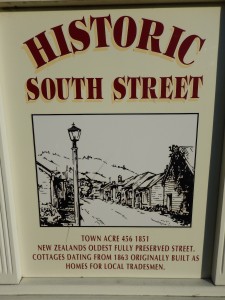 HISTORIC
SOUTH STREET
TOWN ACRE 456 1851
NEW ZEALANDS OLDEST FULLY PRESERVED STREET.
COTTAGES DATING FROM 1863 ORIGINALLY BUILT AS
HOMES FOR LOCAL TRADESMEN.